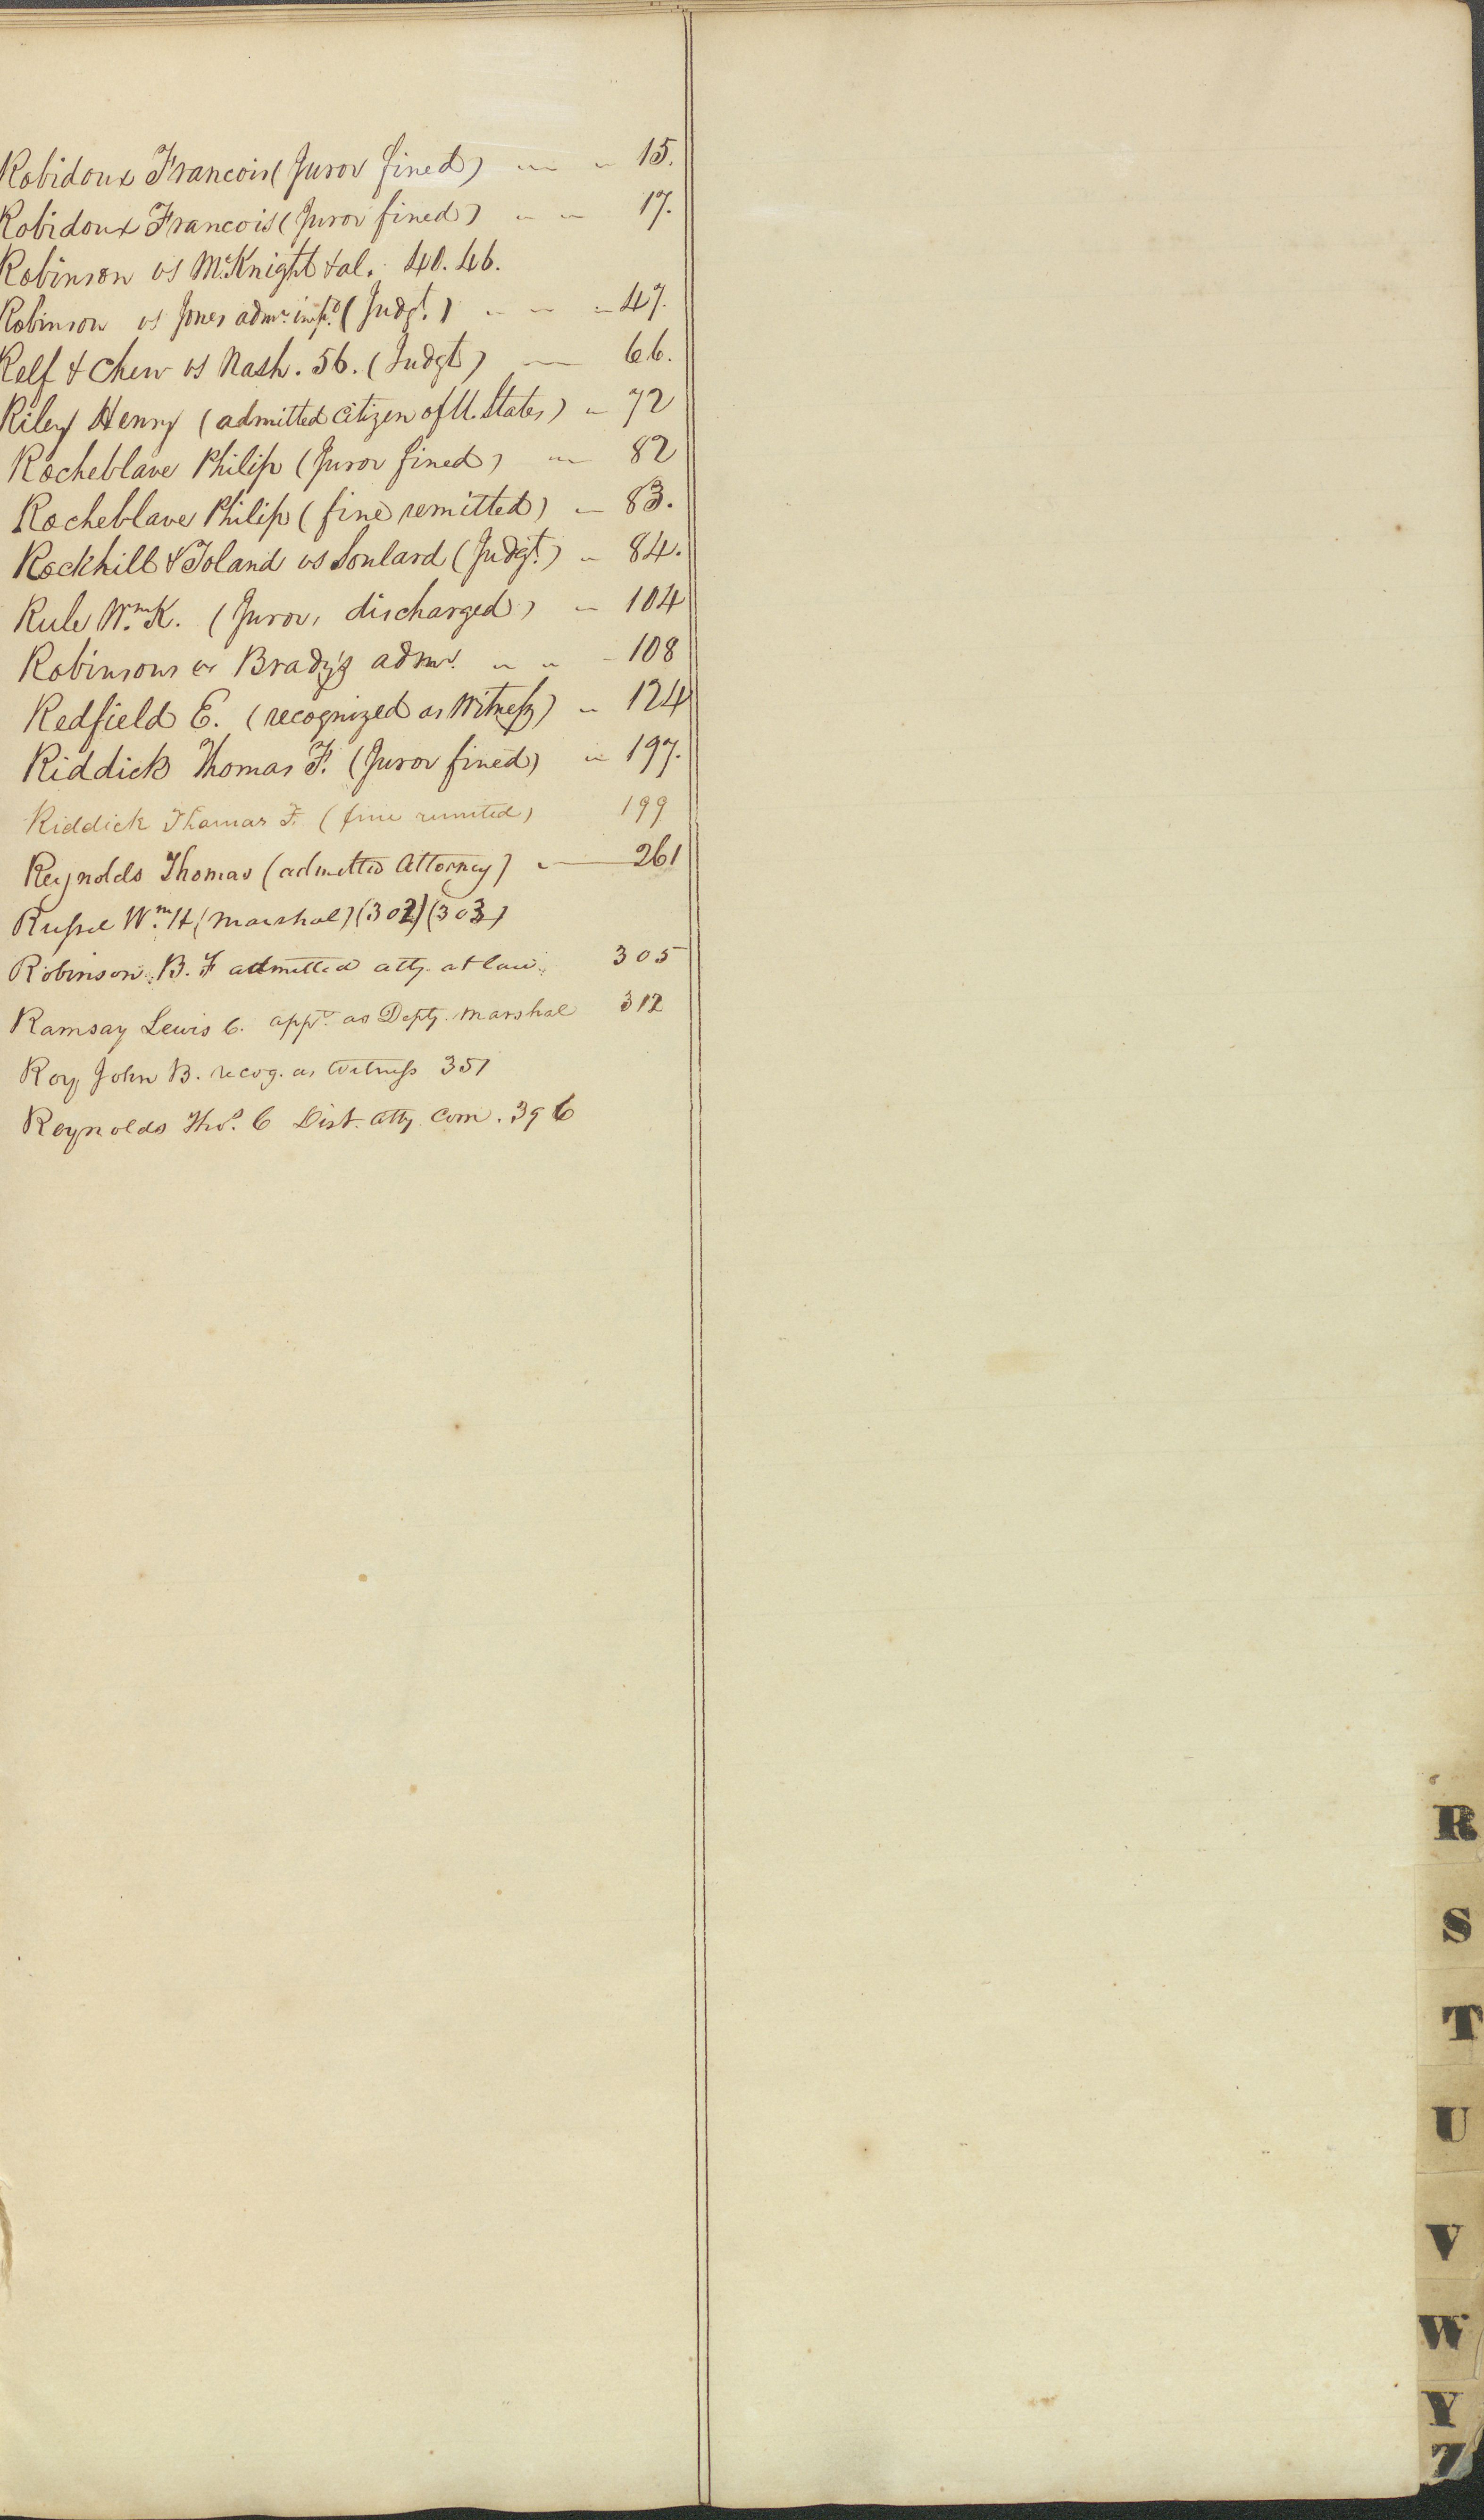 Robidoux Francois (Juror fined) 15.
Robidoux Francois (Juror fined) 17.
Robinson vs McKnight &al. 40. 46.
Robinson vs Jones admr. (Judgt.) 47.
Relf & Chew vs Nash. 56. (Judgt) 66.
Riley Henry (admitted Citizen of U. States) 72
Rocheblave Philip (Juror fined) 82
Rocheblave Philip (fine remitted) 83.
Rockhill & Toland vs Soulard (Judgt.) 84.
Rule Wm. K. (Juror, discharged) 104
Robinsons vs Brady's admr. 108
Redfield E. (recognized as Witness) 124
Riddick Thomas F. (Juror fined) 197.
Riddick Thomas F. (fine remitted) 199
Reynolds Thomas (admitted Attorney) 261
Russel Wm. H (Marshal) (302) (303)
Robinson. B. F admitted atty. at law. 305
Ramsay Lewis C. appd. as Depty. Marshal 312
Roy John B. recog. as Witness 351
Reynolds Thos. C Dist. atty. Com. 396
R
S
T
U
V
W
Y
Z